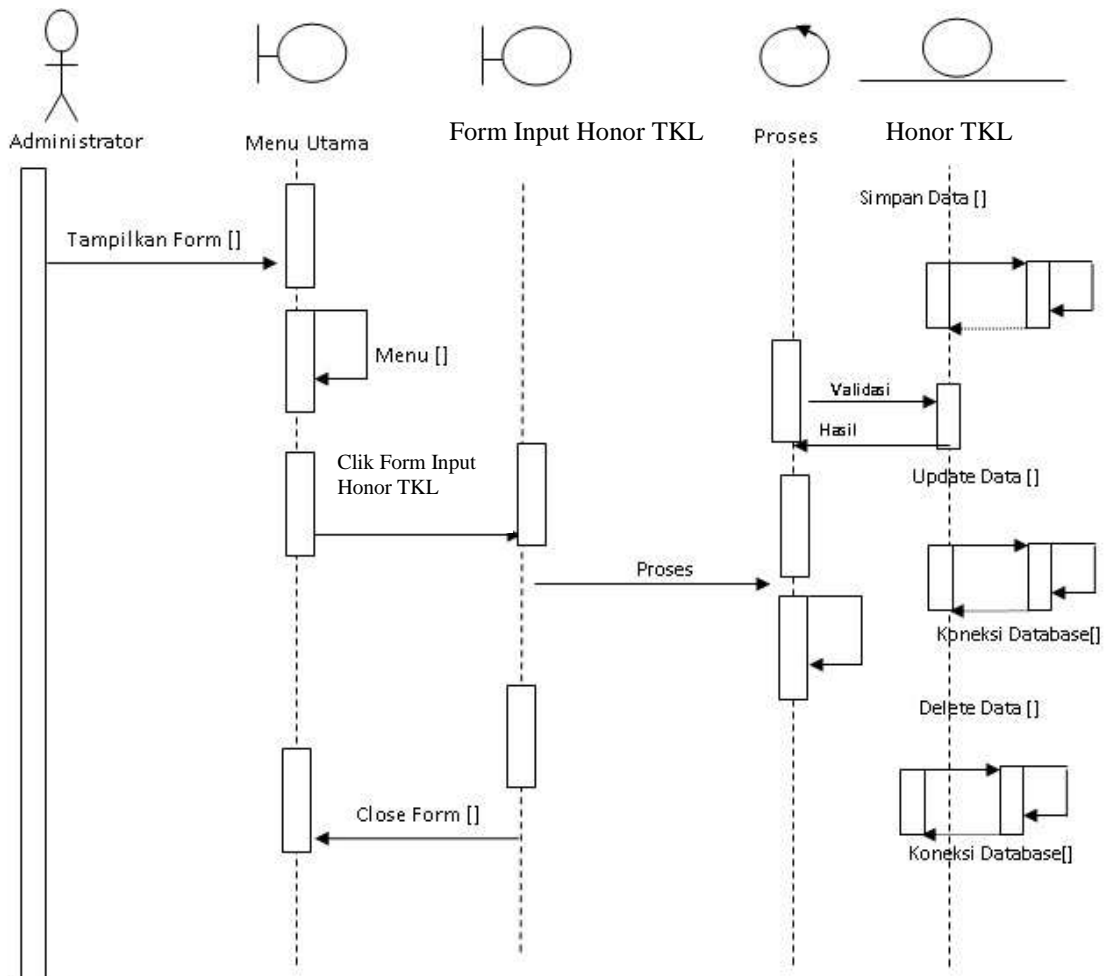 Administrator
Menu Utama
Form Input Honor TKL
Proses
Honor TKL
Simpan Data []
Tampilkan Form []
Menu []
Validasi
Hasil
Clik Form Input
Honor TKL
Update Data []
Proses
Koneksi Database[]
Delete Data []
Close Form []
Koneksi Database[]